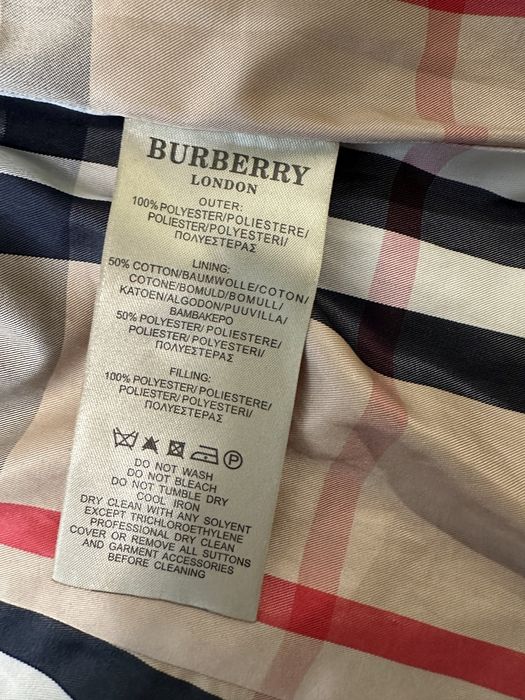 BURBERRY
LONDON
OUTER:
100% POLYESTER/POLIESTERE/
POLIESTER/POLYESTERI/
ΠΟΛΥΕΣΤΕΡΑΣ
LINING:
50% COTTON/BAUMWOLLE/COTON/
COTONE/BOMULD/BOMULL/
KATOEN/ALGODON/PUUVILLA/
BAMBAKEPO
50% POLYESTER/POLIESTERE/
POLIESTER/POLYESTERI/
ΠΟΛΥΕΣΤΕΡΑΣ
FILLING:
100% POLYESTER/POLIESTERE/
POLIESTER/POLYESTERI/
ΠΟΛΥΕΣΤΕΡΑΣ
P
DO NOT WASH
DO NOT BLEACH
DO NOT TUMBLE DRY
COOL IRON
DRY CLEAN WITH ANY SOLVENT
EXCEPT TRICHLOROETHYLENE
PROFESSIONAL DRY CLEAN
COVER OR REMOVE ALL SUTTONS
AND GARMENT ACCESSORIES
BEFORE CLEANING